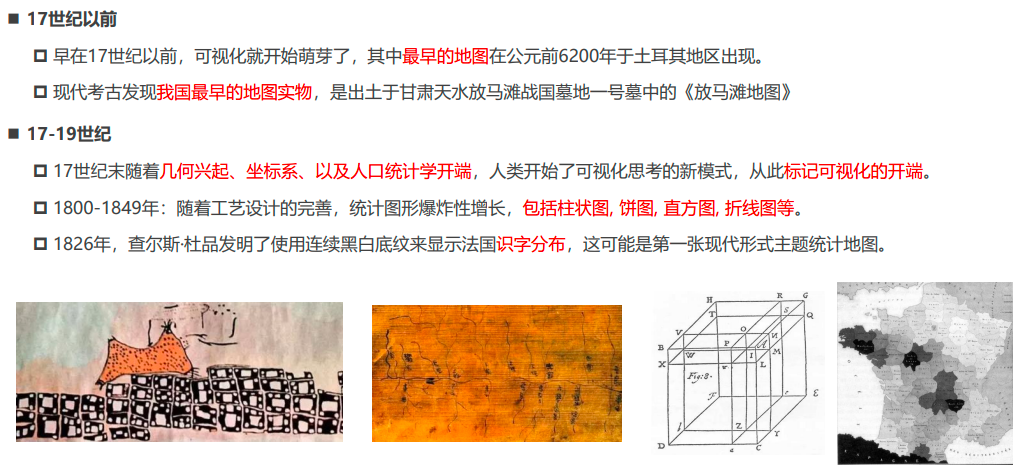 17世纪以前
早在17世纪以前，可视化就开始萌芽了，其中最早的地图在公元前6200年于土耳其地区出现。
现代考古发现我国最早的地图实物，是出土于甘肃天水放马滩战国墓地一号墓中的《放马滩地图》
17-19世纪
17世纪末随着几何兴起、坐标系、以及人口统计学开端，人类开始了可视化思考的新模式，从此标记可视化的开端。
1800-1849年：随着工艺设计的完善，统计图形爆炸性增长，包括柱状图, 饼图, 直方图, 折线图等。
1826年，查尔斯·杜品发明了使用连续黑白底纹来显示法国识字分布，这可能是第一张现代形式主题统计地图。
H R G
T S Q
V O N
B P A
W I M
X L
Fig: 8.
F E
D Z Y
C